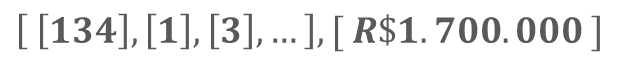 [ [134], [1], [3], ... ], [ R$1. 700. 000 ]